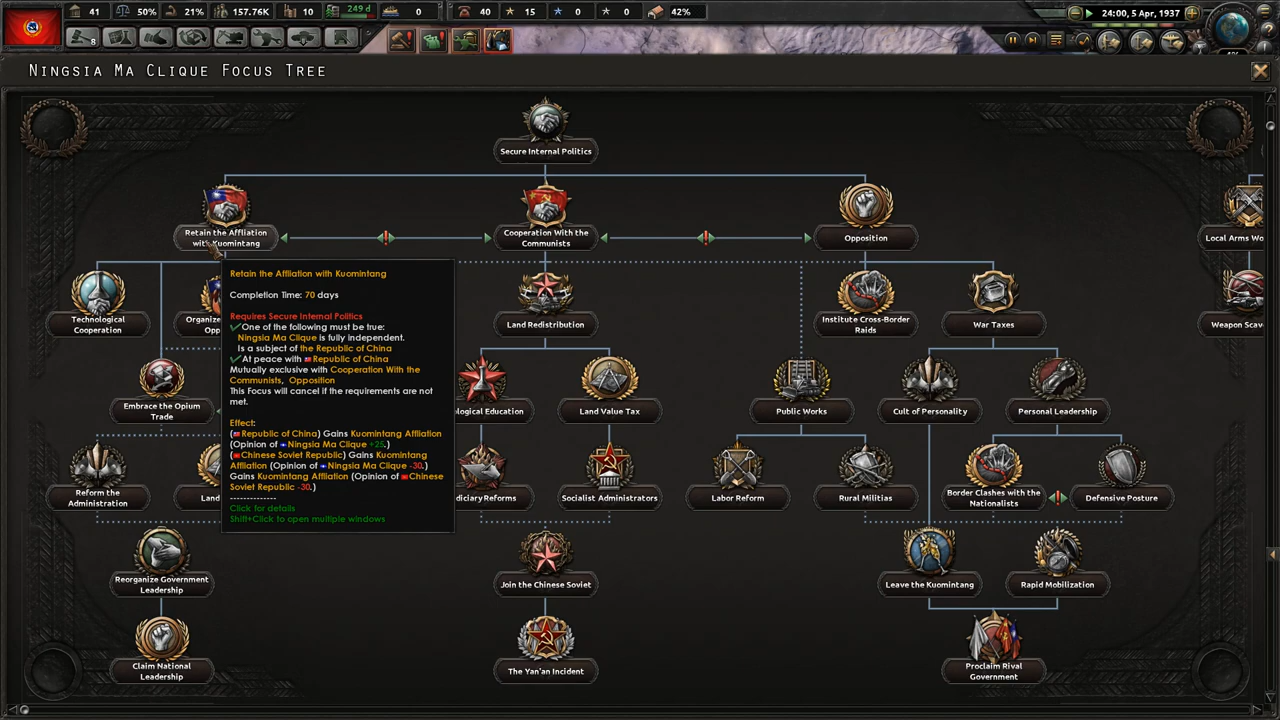 41
50%
21%
157.76K
10
249 d
0
40
15
0
0
42%
24:00, 5 Apr, 1937
8
Ningsia Ma Clique Focus Tree
Secure Internal Politics
Retain the Affliation
with Kuomintang
Cooperation With the
Communists
Opposition
Local Arms Wo
Retain the Affliation with Kuomintang
Completion Time: 70 days
Requires Secure Internal Politics
One of the following must be true:
Ningsia Ma Clique is fully independent.
Is a subject of the Republic of China
At peace with Republic of China
Mutually exclusive with Cooperation With the
Communists, Opposition
This Focus will cancel if the requirements are not
met.
Effect:
(Republic of China) Gains Kuomintang Affliation
(Opinion of Ningsia Ma Clique +25.)
(Chinese Soviet Republic) Gains Kuomintang
Affliation (Opinion of Ningsia Ma Clique -30.)
Gains Kuomintang Affliation (Opinion of Chinese
Soviet Republic -30.)
--------------
Click for details
Shift+Click to open multiple windows
Technological
Cooperation
Organize
Opp
Land Redistribution
Institute Cross-Border
Raids
War Taxes
Weapon Scav
Embrace the Opium
Trade
ological Education
Land Value Tax
Public Works
Cult of Personality
Personal Leadership
Reform the
Administration
Land
diciary Reforms
Socialist Administrators
Labor Reform
Rural Militias
Border Clashes with the
Nationalists
Defensive Posture
Reorganize Government
Leadership
Join the Chinese Soviet
Leave the Kuomintang
Rapid Mobilization
Claim National
Leadership
The Yan'an Incident
Proclaim Rival
Government